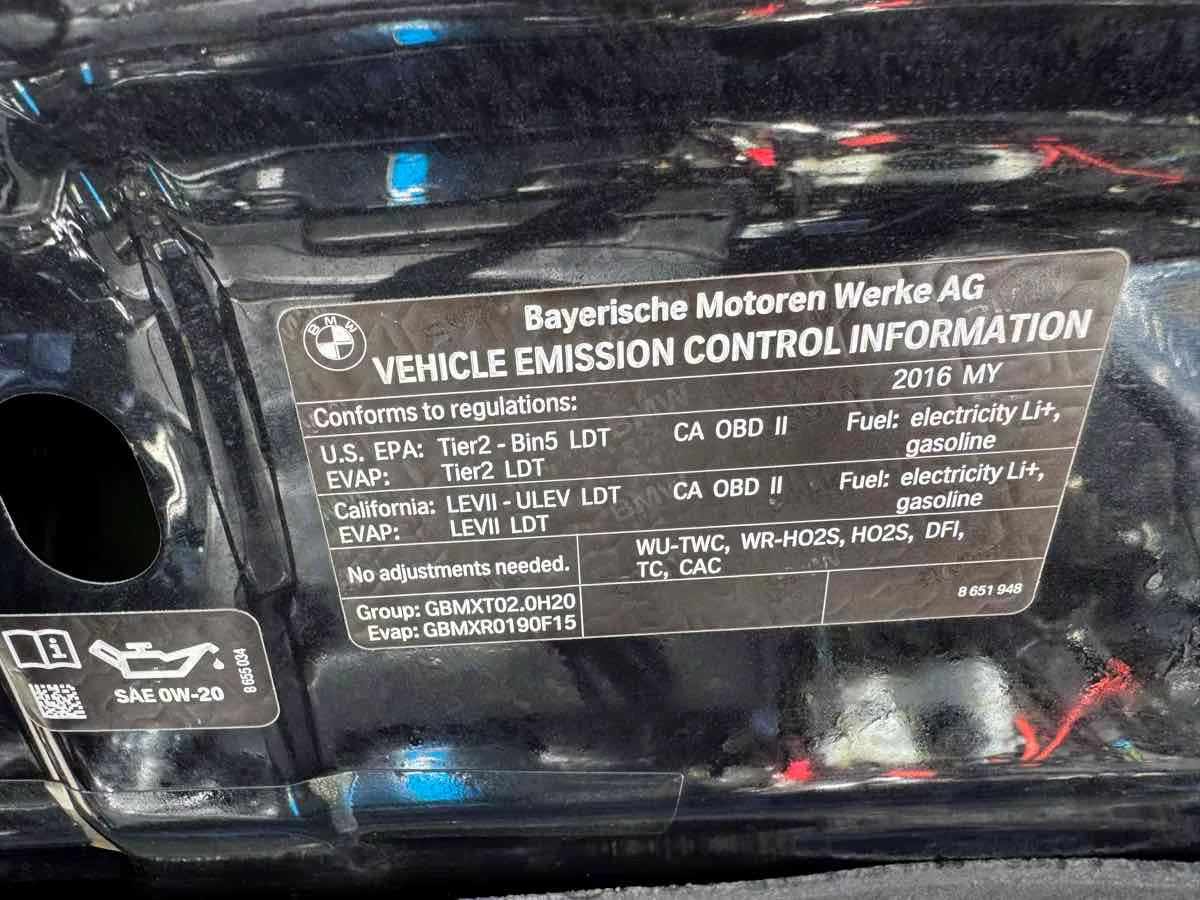 BMW
Bayerische Motoren Werke AG
VEHICLE EMISSION CONTROL INFORMATION
Conforms to regulations: 2016 MY
U.S. EPA: Tier2 - Bin5 LDT CA OBD II Fuel: electricity Li+,
EVAP: Tier2 LDT gasoline
California: LEVII - ULEV LDT CA OBD II Fuel: electricity Li+,
EVAP: LEVII LDT gasoline
No adjustments needed. WU-TWC, WR-HO2S, HO2S, DFI,
TC, CAC
Group: GBMXT02.0H20
Evap: GBMXR0190F15
8 651 948
SAE 0W-20
8 655 034